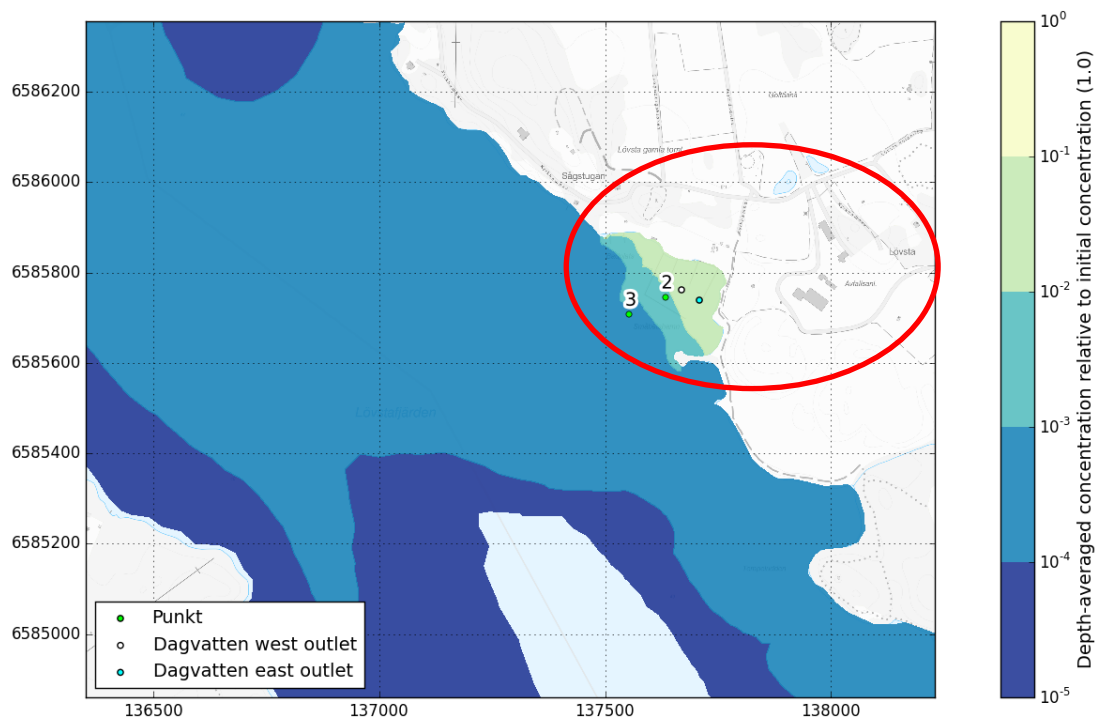 6586200
6586000
6585800
6585600
6585400
6585200
6585000
136500
137000
137500
138000
Lövsta gamla tomt
Sågstugan
Lövsta
2
3
Lövstafjärden
Punkt
Dagvatten west outlet
Dagvatten east outlet
10^0
10^-1
10^-2
10^-3
10^-4
10^-5
Depth-averaged concentration relative to initial concentration (1.0)